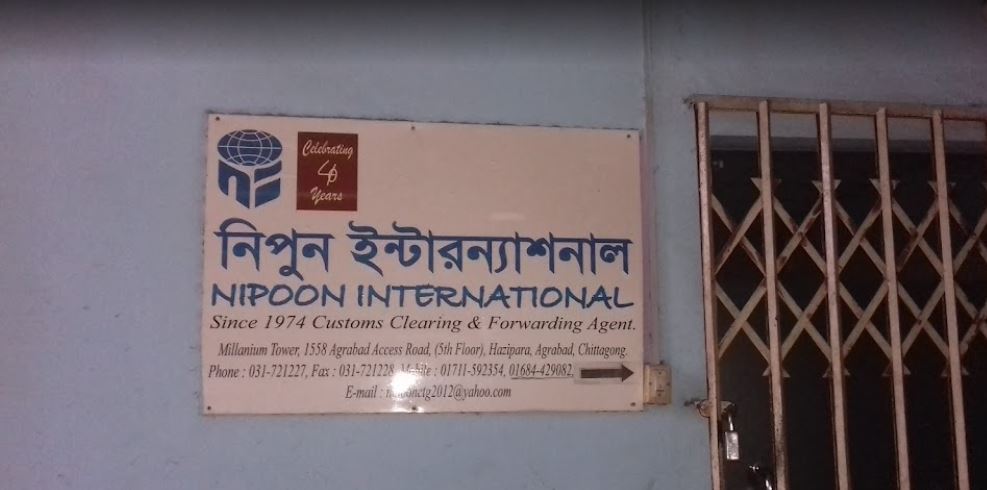 Celebrating
40
Years
নিপুন ইন্টারন্যাশনাল
NIPOON INTERNATIONAL
Since 1974 Customs Clearing & Forwarding Agent.
Millanium Tower, 1558 Agrabad Access Road, (5th Floor), Hazipara, Agrabad, Chittagong.
Phone : 031-721227, Fax : 031-721228, Mobile : 01711-592354, 01684-429082,
E-mail :